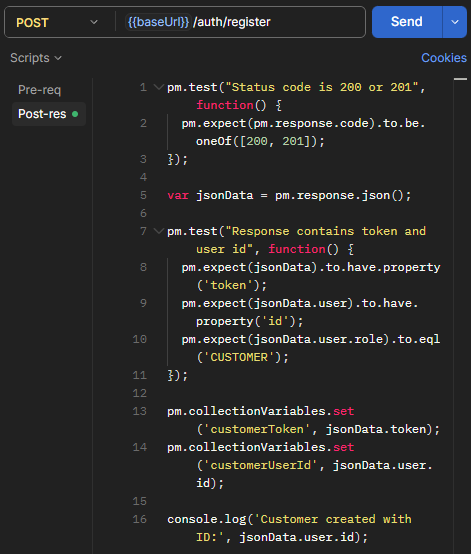 POST {{baseUrl}} /auth/register Send
Scripts Cookies
Pre-req
Post-res
1 pm.test("Status code is 200 or 201",
function() {
2 pm.expect(pm.response.code).to.be.
oneOf([200, 201]);
3 });
4
5 var jsonData = pm.response.json();
6
7 pm.test("Response contains token and
user id", function() {
8 pm.expect(jsonData).to.have.property
('token');
9 pm.expect(jsonData.user).to.have.
property('id');
10 pm.expect(jsonData.user.role).to.eql
('CUSTOMER');
11 });
12
13 pm.collectionVariables.set
('customerToken', jsonData.token);
14 pm.collectionVariables.set
('customerUserId', jsonData.user.
id);
15
16 console.log('Customer created with
ID:', jsonData.user.id);